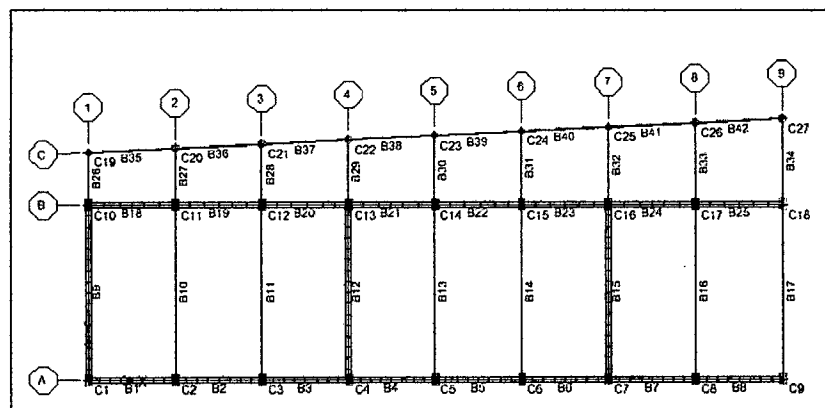 1 2 3 4 5 6 7 8 9
C
C19 B35 C20 B36 C21 B37 C22 B38 C23 B39 C24 B40 C25 B41 C26 B42 C27
B26 B27 B28 B29 B30 B31 B32 B33 B34
B
C10 B18 C11 B19 C12 B20 C13 B21 C14 B22 C15 B23 C16 B24 C17 B25 C18
B9 B10 B11 B12 B13 B14 B15 B16 B17
A
C1 B1 C2 B2 C3 B3 C4 B4 C5 B5 C6 C7 B7 C8 B8 C9